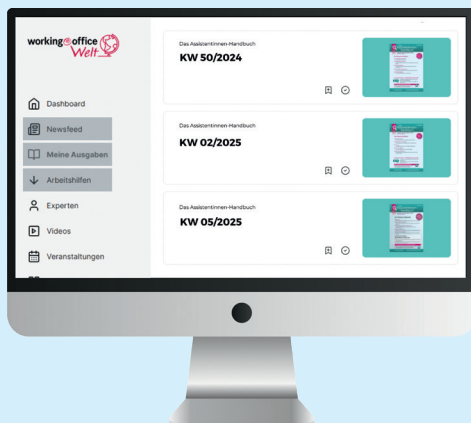 working@office
Welt
Dashboard
Newsfeed
Meine Ausgaben
Arbeitshilfen
Experten
Videos
Veranstaltungen
Das Assistentinnen-Handbuch
KW 50/2024
Das Assistentinnen-Handbuch
KW 02/2025
Das Assistentinnen-Handbuch
KW 05/2025